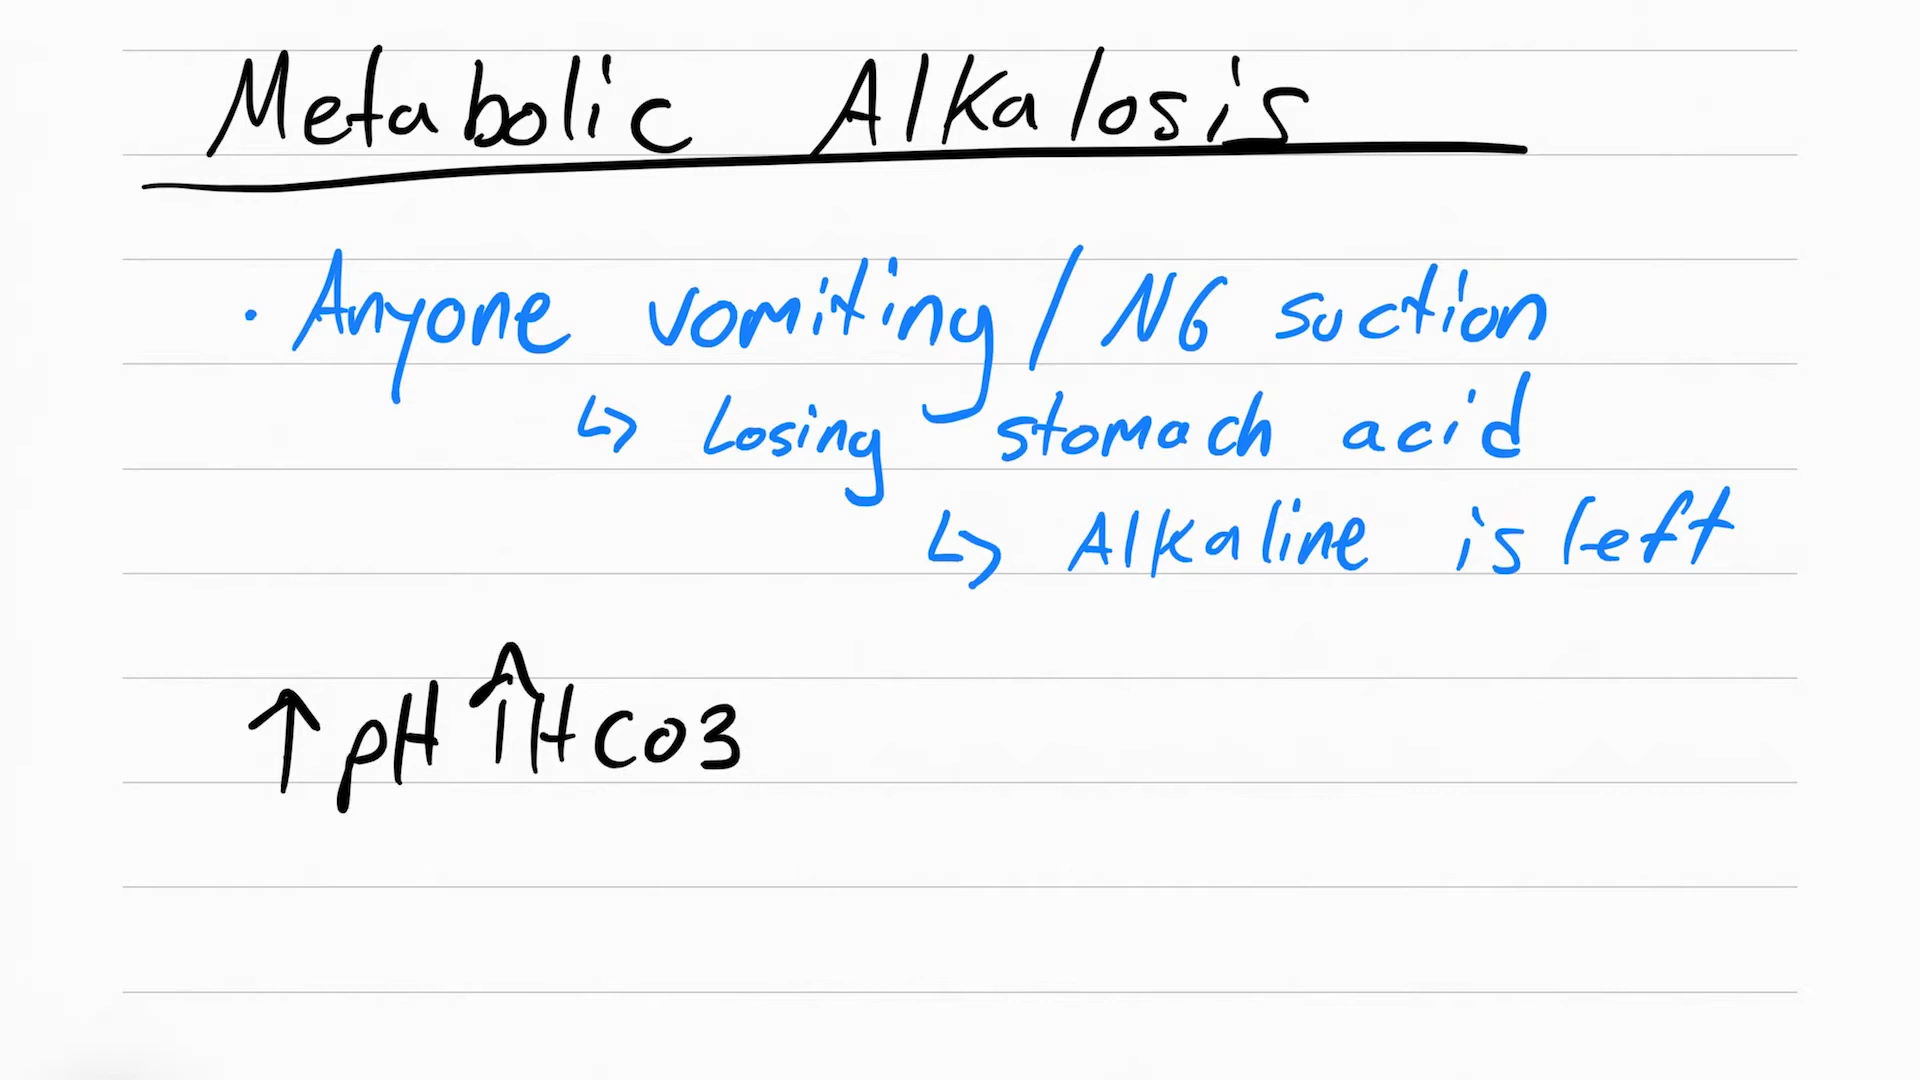 Metabolic Alkalosis
· Anyone vomiting / NG suction
↳ Losing stomach acid
↳ Alkaline is left
↑ pH ↑ HCO3